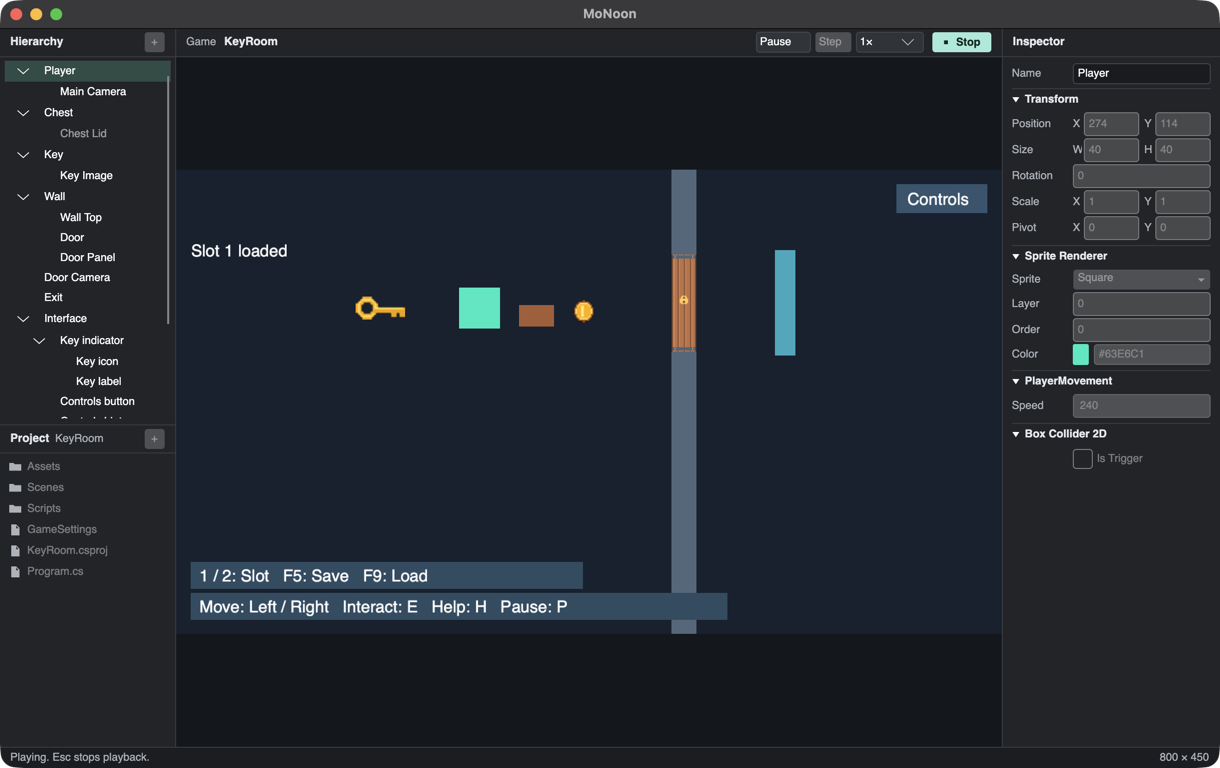 MoNoon
Hierarchy +
Player
Main Camera
Chest
Chest Lid
Key
Key Image
Wall
Wall Top
Door
Door Panel
Door Camera
Exit
Interface
Key indicator
Key icon
Key label
Controls button
Project KeyRoom +
Assets
Scenes
Scripts
GameSettings
KeyRoom.csproj
Program.cs
Game KeyRoom Pause Step 1× Stop
Controls
Slot 1 loaded
1 / 2: Slot F5: Save F9: Load
Move: Left / Right Interact: E Help: H Pause: P
Inspector
Name Player
Transform
Position X 274 Y 114
Size W 40 H 40
Rotation 0
Scale X 1 Y 1
Pivot X 0 Y 0
Sprite Renderer
Sprite Square
Layer 0
Order 0
Color #63E6C1
PlayerMovement
Speed 240
Box Collider 2D
Is Trigger
Playing. Esc stops playback. 800 × 450